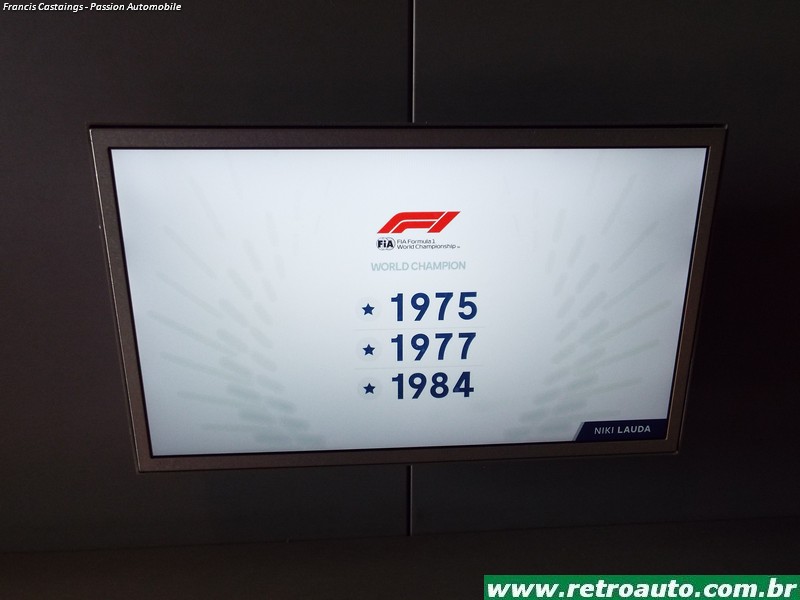 Francis Castaings - Passion Automobile
F1
FIA FIA Formula 1
World Championship
WORLD CHAMPION
1975
1977
1984
NIKI LAUDA
www.retroauto.com.br